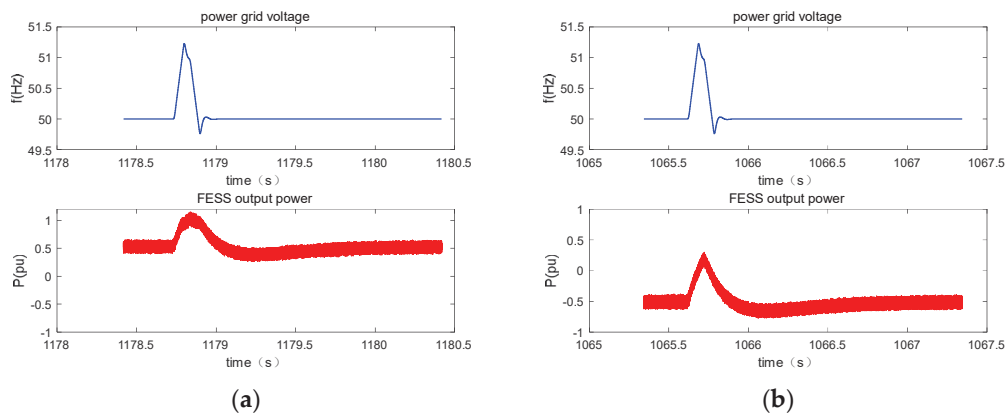 power grid voltage
51.5
51
50.5
50
49.5
f(Hz)
1178 1178.5 1179 1179.5 1180 1180.5
time（s）
FESS output power
1
0.5
0
-0.5
-1
P(pu)
1178 1178.5 1179 1179.5 1180 1180.5
time（s）
(a)
power grid voltage
51.5
51
50.5
50
49.5
f(Hz)
1065 1065.5 1066 1066.5 1067 1067.5
time（s）
FESS output power
1
0.5
0
-0.5
-1
P(pu)
1065 1065.5 1066 1066.5 1067 1067.5
time（s）
(b)